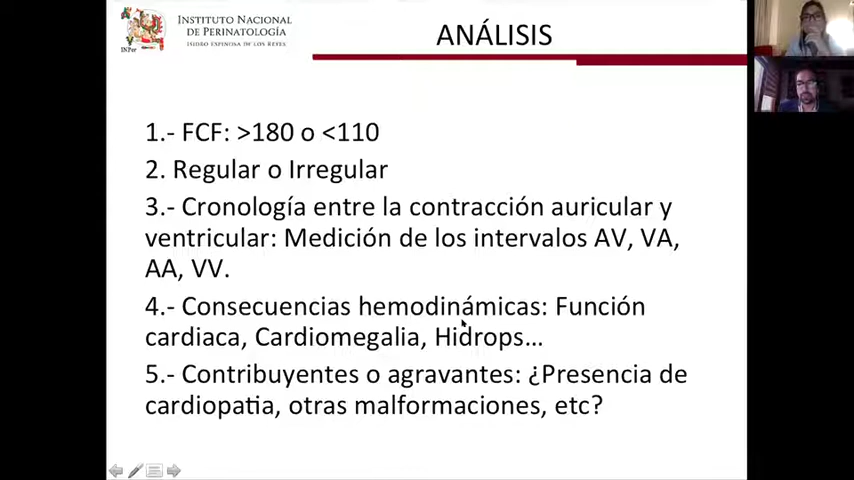 INSTITUTO NACIONAL
DE PERINATOLOGÍA
ISIDRO ESPINOSA DE LOS REYES
INPer
ANÁLISIS
1.- FCF: >180 o <110
2. Regular o Irregular
3.- Cronología entre la contracción auricular y
ventricular: Medición de los intervalos AV, VA,
AA, VV.
4.- Consecuencias hemodinámicas: Función
cardiaca, Cardiomegalia, Hidrops...
5.- Contribuyentes o agravantes: ¿Presencia de
cardiopatia, otras malformaciones, etc?